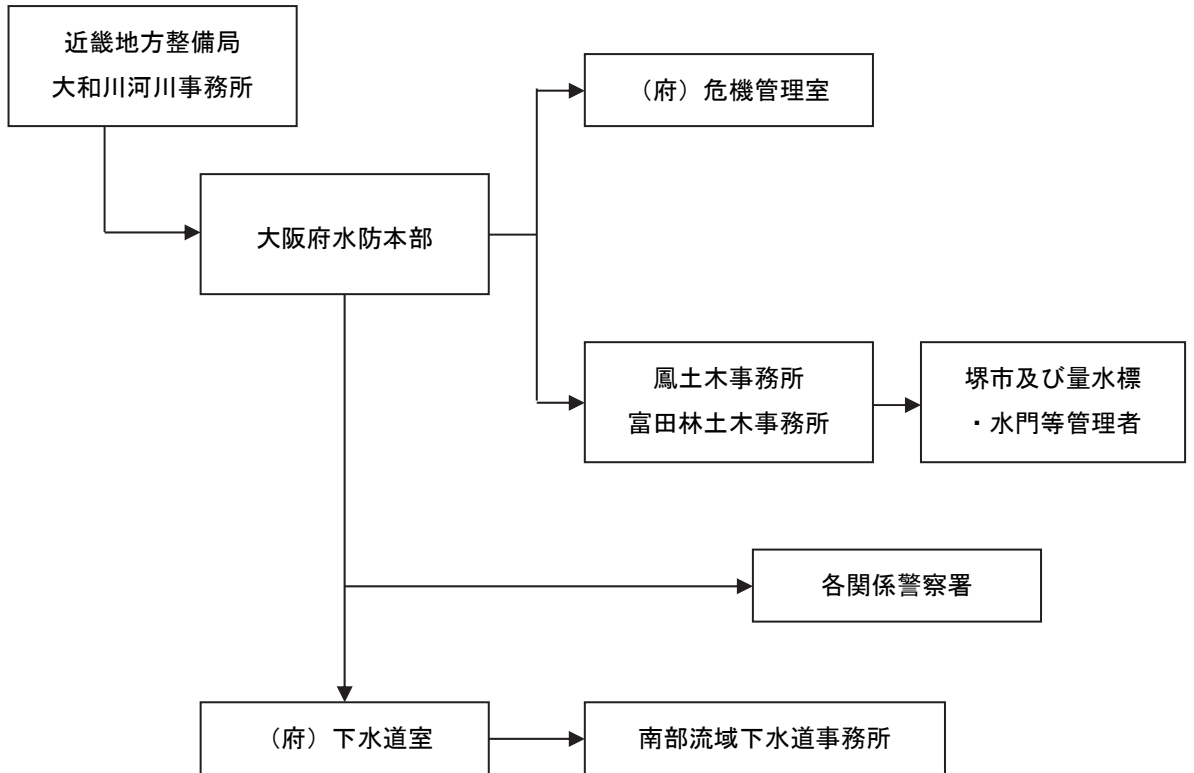 近畿地方整備局
大和川河川事務所
（府）危機管理室
大阪府水防本部
鳳土木事務所
富田林土木事務所
堺市及び量水標
・水門等管理者
各関係警察署
（府）下水道室
南部流域下水道事務所